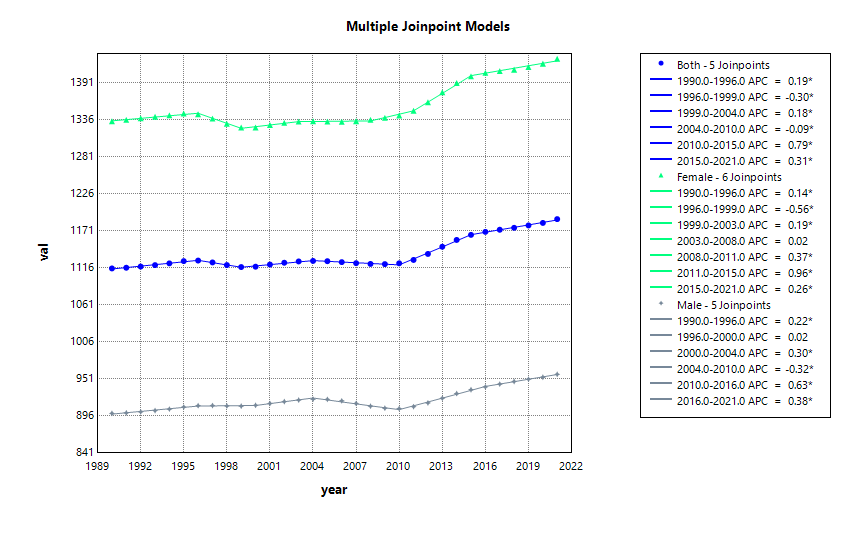 Multiple Joinpoint Models
1391
1336
1281
1226
1171
1116
1061
1006
951
896
841
val
1989 1992 1995 1998 2001 2004 2007 2010 2013 2016 2019 2022
year
Both - 5 Joinpoints
1990.0-1996.0 APC = 0.19*
1996.0-1999.0 APC = -0.30*
1999.0-2004.0 APC = 0.18*
2004.0-2010.0 APC = -0.09*
2010.0-2015.0 APC = 0.79*
2015.0-2021.0 APC = 0.31*
Female - 6 Joinpoints
1990.0-1996.0 APC = 0.14*
1996.0-1999.0 APC = -0.56*
1999.0-2003.0 APC = 0.19*
2003.0-2008.0 APC = 0.02
2008.0-2011.0 APC = 0.37*
2011.0-2015.0 APC = 0.96*
2015.0-2021.0 APC = 0.26*
Male - 5 Joinpoints
1990.0-1996.0 APC = 0.22*
1996.0-2000.0 APC = 0.02
2000.0-2004.0 APC = 0.30*
2004.0-2010.0 APC = -0.32*
2010.0-2016.0 APC = 0.63*
2016.0-2021.0 APC = 0.38*